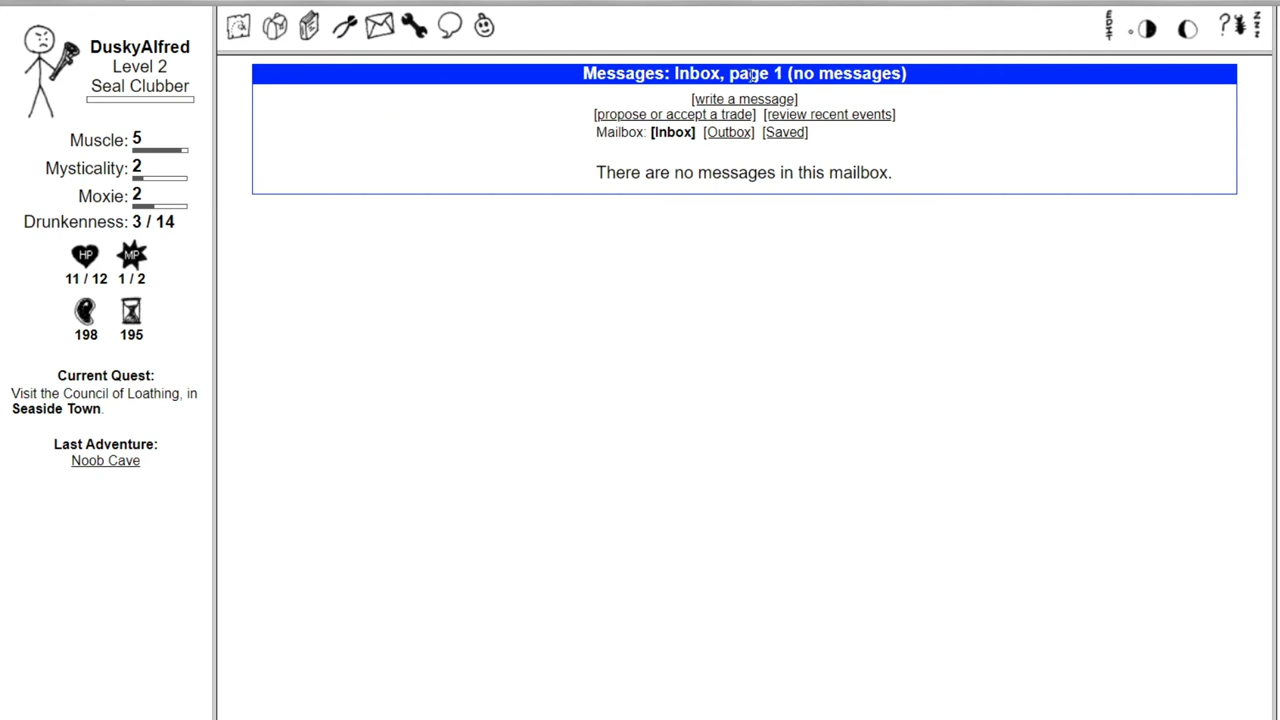 DuskyAlfred
Level 2
Seal Clubber
Muscle: 5
Mysticality: 2
Moxie: 2
Drunkenness: 3 / 14
HP MP
11 / 12 1 / 2
198 195
Current Quest:
Visit the Council of Loathing, in
Seaside Town.
Last Adventure:
Noob Cave
EDIT
?
Z z z
Messages: Inbox, page 1 (no messages)
[write a message]
[propose or accept a trade] [review recent events]
Mailbox: [Inbox] [Outbox] [Saved]
There are no messages in this mailbox.